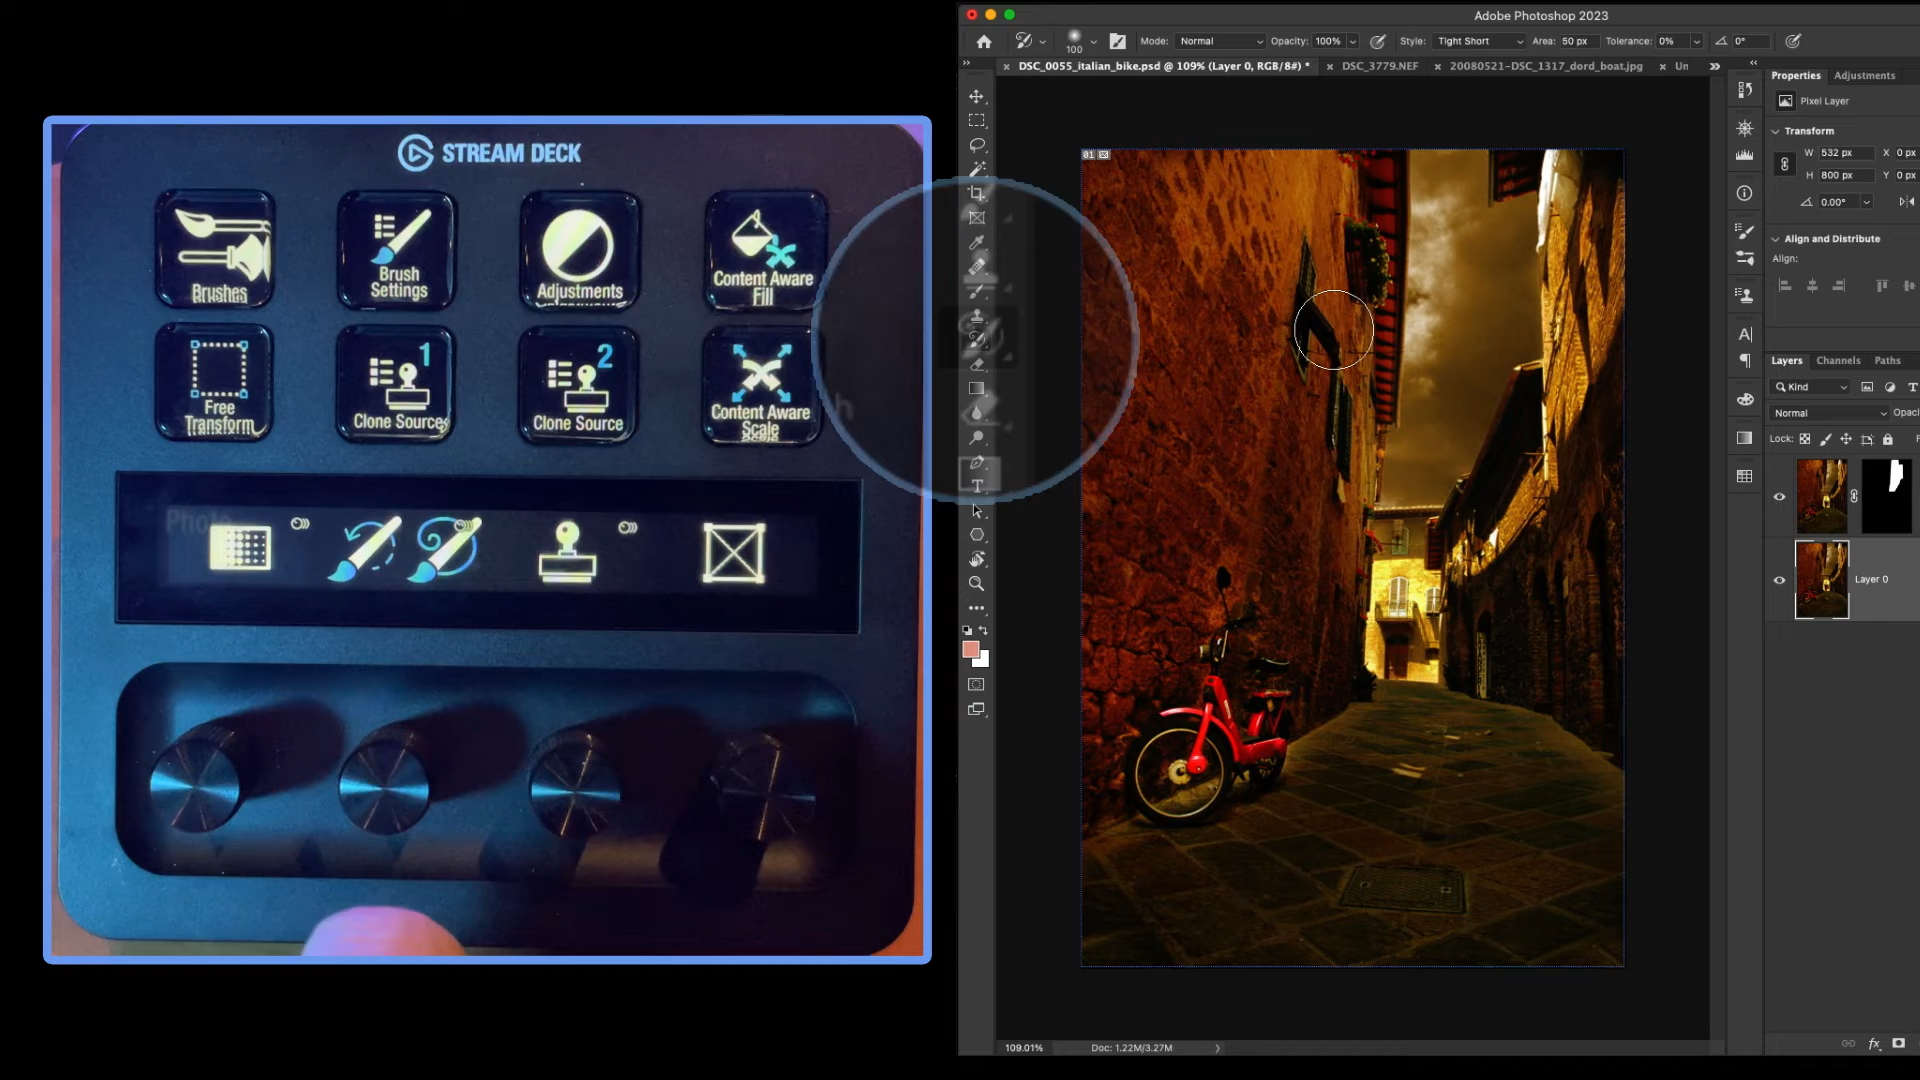 STREAM DECK
Brushes
Brush
Settings
Adjustments
Content Aware
Fill
Free
Transform
1
Clone Source
2
Clone Source
Content Aware
Scale
Adobe Photoshop 2023
100
Mode: Normal
Opacity: 100%
Style: Tight Short
Area: 50 px
Tolerance: 0%
0°
DSC_0055_italian_bike.psd @ 109% (Layer 0, RGB/8#) *
DSC_3779.NEF
20080521-DSC_1317_dord_boat.jpg
Un
01
Properties
Adjustments
Pixel Layer
Transform
W 532 px X 0 px
H 800 px Y 0 px
0.00°
Align and Distribute
Align:
Layers
Channels
Paths
Kind
Normal
Opaci
Lock:
Layer 0
fx
109.01%
Doc: 1.22M/3.27M